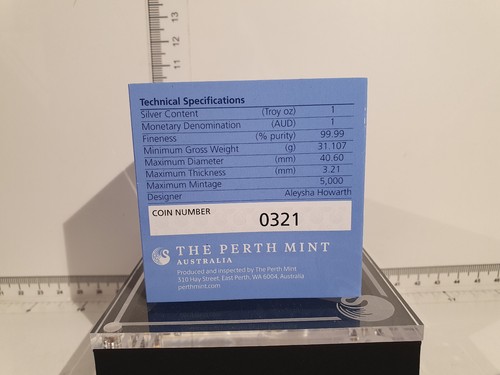 13
12
11
Technical Specifications
Silver Content (Troy oz) 1
Monetary Denomination (AUD) 1
Fineness (% purity) 99.99
Minimum Gross Weight (g) 31.107
Maximum Diameter (mm) 40.60
Maximum Thickness (mm) 3.21
Maximum Mintage 5,000
Designer Aleysha Howarth
COIN NUMBER 0321
THE PERTH MINT
AUSTRALIA
Produced and Inspected by The Perth Mint
310 Hay Street, East Perth, WA 6004, Australia
perthmint.com